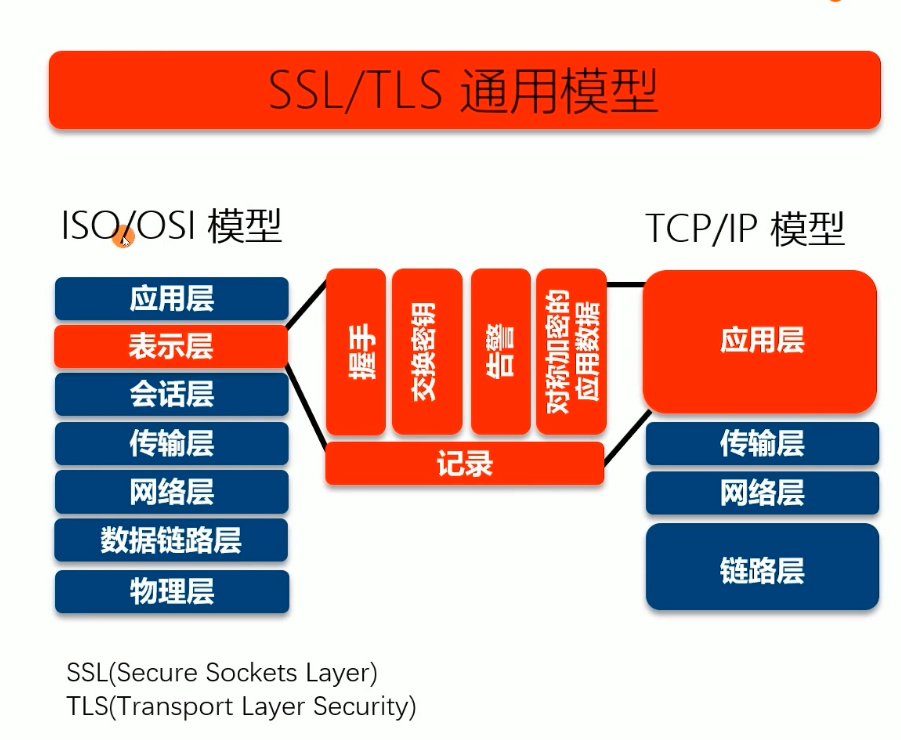 SSL/TLS 通用模型
ISO/OSI 模型
应用层
表示层
会话层
传输层
网络层
数据链路层
物理层
握手
交换密钥
告警
对称加密的
应用数据
记录
TCP/IP 模型
应用层
传输层
网络层
链路层
SSL(Secure Sockets Layer)
TLS(Transport Layer Security)